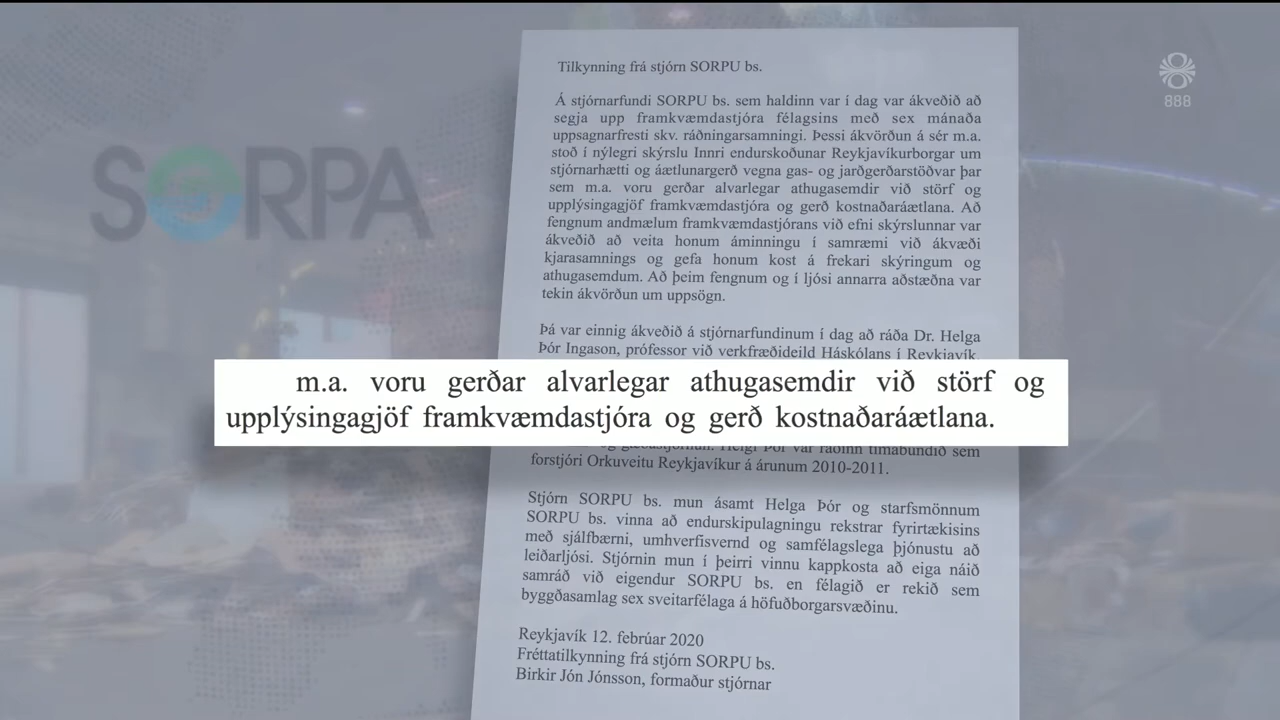 888
SORPA
Tilkynning frá stjórn SORPU bs.
Á stjórnarfundi SORPU bs. sem haldinn var í dag var ákveðið að
segja upp framkvæmdastjóra félagsins með sex mánaða
uppsagnarfresti skv. ráðningarsamningi. Þessi ákvörðun á sér m.a.
stoð í nýlegri skýrslu Innri endurskoðunar Reykjavíkurborgar um
stjórnarhætti og áætlunargerð vegna gas- og jarðgerðarstöðvar þar
sem m.a. voru gerðar alvarlegar athugasemdir við störf og
upplýsingagjöf framkvæmdastjóra og gerð kostnaðaráætlana. Að
fengnum andmælum framkvæmdastjórans við efni skýrslunnar var
ákveðið að veita honum áminningu í samræmi við ákvæði
kjarasamnings og gefa honum kost á frekari skýringum og
athugasemdum. Að þeim fengnum og í ljósi annarra aðstæðna var
tekin ákvörðun um uppsögn.
Þá var einnig ákveðið á stjórnarfundinum í dag að ráða Dr. Helga
Þór Ingason, prófessor við verkfræðideild Háskólans í Reykjavík,
m.a. voru gerðar alvarlegar athugasemdir við störf og
upplýsingagjöf framkvæmdastjóra og gerð kostnaðaráætlana.
og gæðastjórnun. Helgi Þór var ráðinn tímabundið sem
forstjóri Orkuveitu Reykjavíkur á árunum 2010-2011.
Stjórn SORPU bs. mun ásamt Helga Þór og starfsmönnum
SORPU bs. vinna að endurskipulagningu rekstrar fyrirtækisins
með sjálfbærni, umhverfisvernd og samfélagslega þjónustu að
leiðarljósi. Stjórnin mun í þeirri vinnu kappkosta að eiga náið
samráð við eigendur SORPU bs. en félagið er rekið sem
byggðasamlag sex sveitarfélaga á höfuðborgarsvæðinu.
Reykjavík 12. febrúar 2020
Fréttatilkynning frá stjórn SORPU bs.
Birkir Jón Jónsson, formaður stjórnar